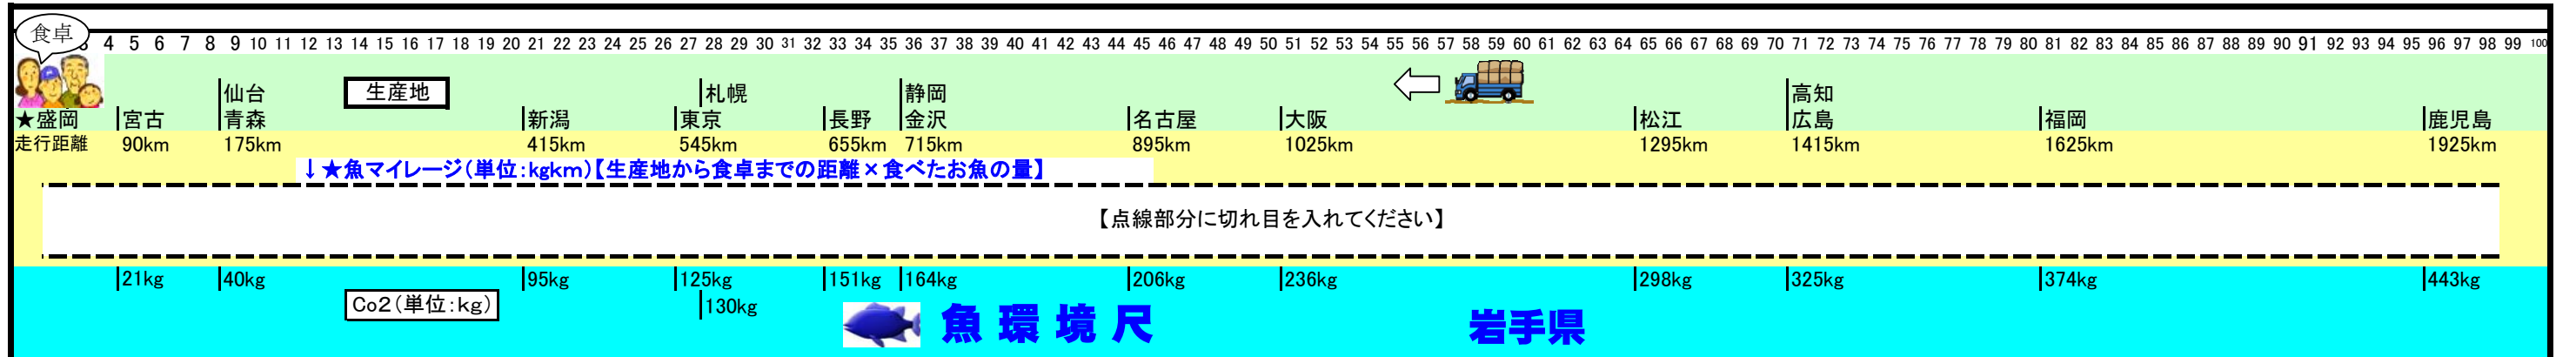 食卓
3 4 5 6 7 8 9 10 11 12 13 14 15 16 17 18 19 20 21 22 23 24 25 26 27 28 29 30 31 32 33 34 35 36 37 38 39 40 41 42 43 44 45 46 47 48 49 50 51 52 53 54 55 56 57 58 59 60 61 62 63 64 65 66 67 68 69 70 71 72 73 74 75 76 77 78 79 80 81 82 83 84 85 86 87 88 89 90 91 92 93 94 95 96 97 98 99 100
仙台 生産地 札幌 静岡 高知
★盛岡 宮古 青森 新潟 東京 長野 金沢 名古屋 大阪 松江 広島 福岡 鹿児島
走行距離 90km 175km 415km 545km 655km 715km 895km 1025km 1295km 1415km 1625km 1925km
↓★魚マイレージ(単位:kgkm)【生産地から食卓までの距離×食べたお魚の量】
【点線部分に切れ目を入れてください】
21kg 40kg 95kg 125kg 151kg 164kg 206kg 236kg 298kg 325kg 374kg 443kg
Co2(単位:kg) 130kg
魚環境尺 岩手県